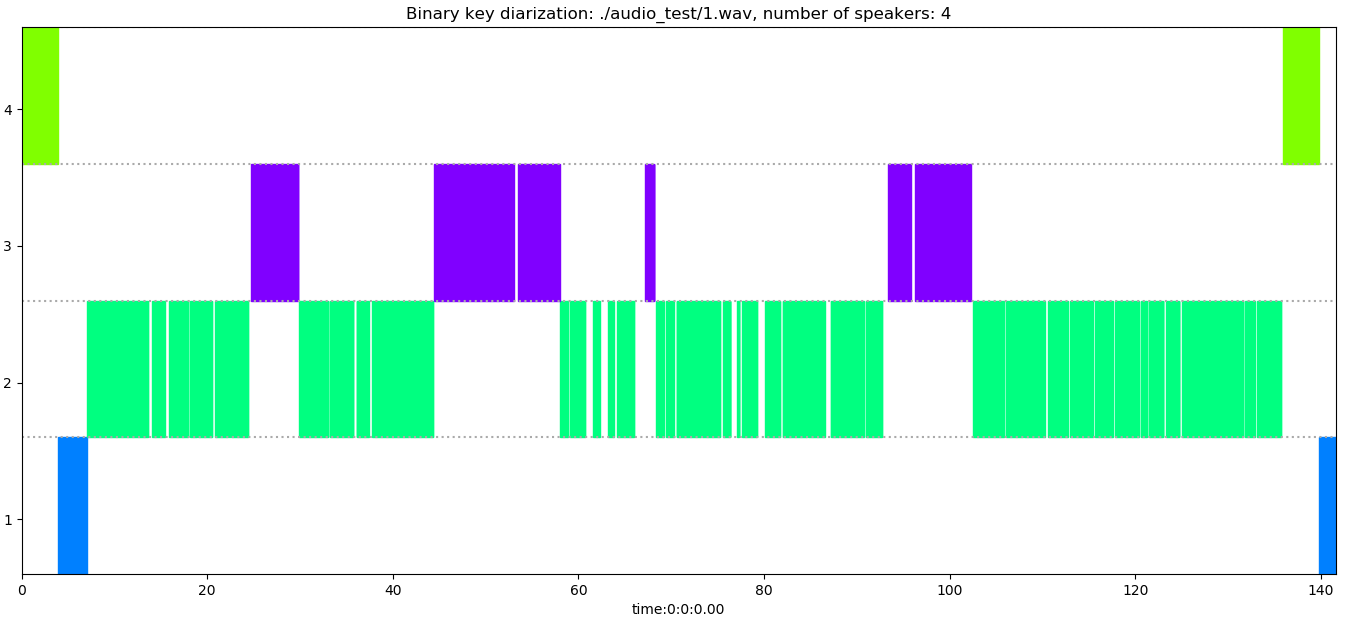 Binary key diarization: ./audio_test/1.wav, number of speakers: 4
4
3
2
1
0 20 40 60 80 100 120 140
time:0:0:0.00